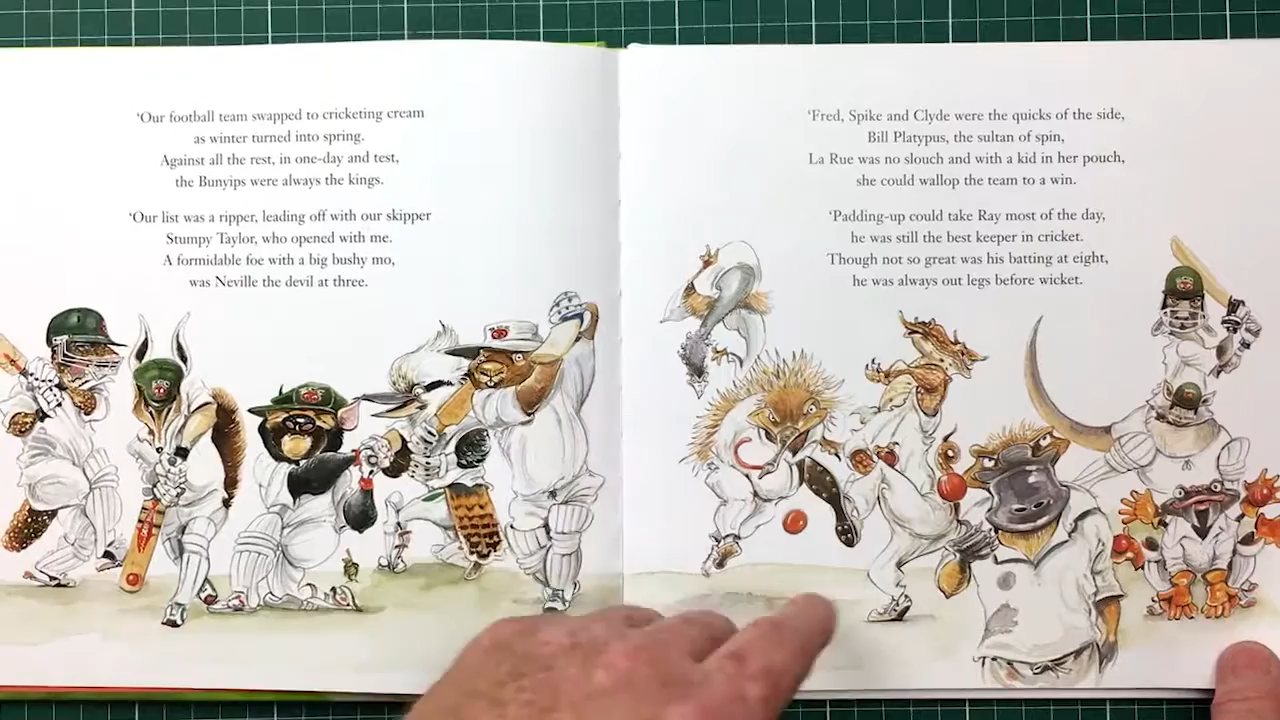 ‘Our football team swapped to cricketing cream
as winter turned into spring.
Against all the rest, in one-day and test,
the Bunyips were always the kings.
‘Our list was a ripper, leading off with our skipper
Stumpy Taylor, who opened with me.
A formidable foe with a big bushy mo,
was Neville the devil at three.
‘Fred, Spike and Clyde were the quicks of the side,
Bill Platypus, the sultan of spin,
La Rue was no slouch and with a kid in her pouch,
she could wallop the team to a win.
‘Padding-up could take Ray most of the day,
he was still the best keeper in cricket.
Though not so great was his batting at eight,
he was always out legs before wicket.